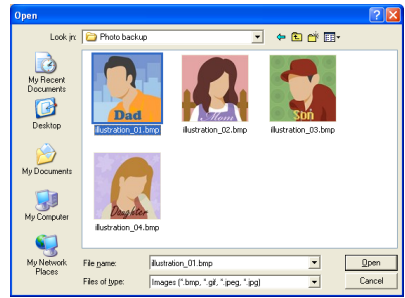 Open
Look in:
Photo backup
My Recent
Documents
Desktop
My Documents
My Computer
My Network
Places
Dad
illustration_01.bmp
Mom
illustration_02.bmp
Son
illustration_03.bmp
Daughter
illustration_04.bmp
File name:
illustration_01.bmp
Open
Files of type:
Images (*.bmp, *.gif, *.jpeg, *.jpg)
Cancel